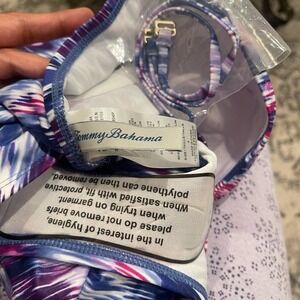 Tommy Bahama
In the interest of hygiene,
please do not remove briefs
when trying on garment.
When satisfied with fit protective
polythene can then be removed.